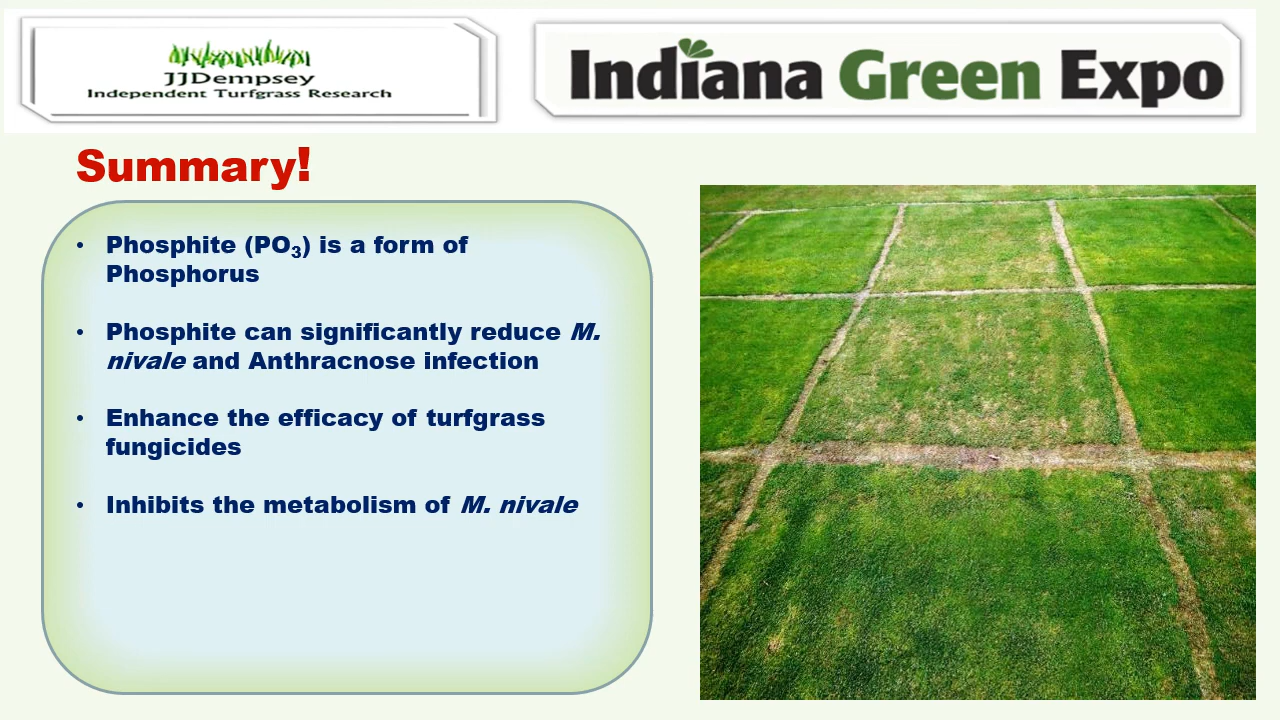 JJDempsey
Independent Turfgrass Research
Indiana Green Expo
Summary!
• Phosphite (PO₃) is a form of
Phosphorus
• Phosphite can significantly reduce M.
nivale and Anthracnose infection
• Enhance the efficacy of turfgrass
fungicides
• Inhibits the metabolism of M. nivale